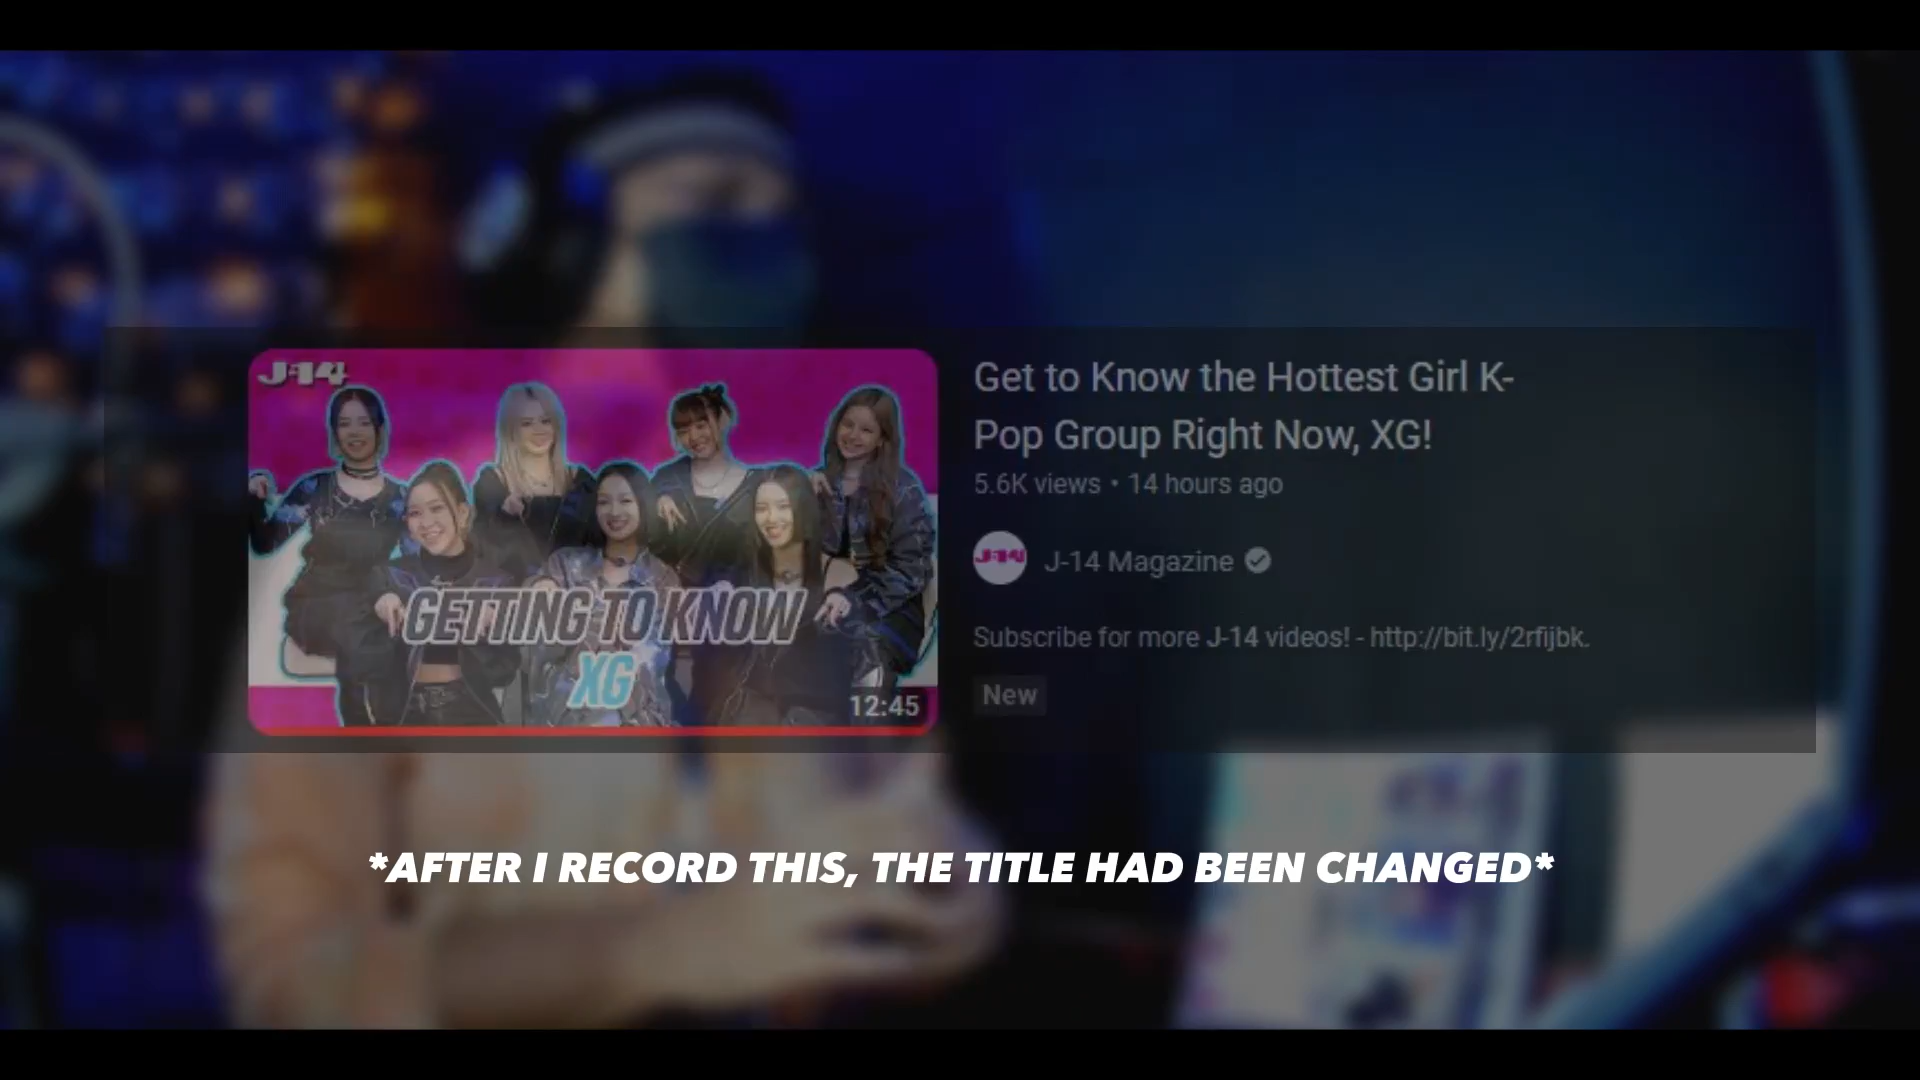 J-14
GETTING TO KNOW
XG
12:45
Get to Know the Hottest Girl K-
Pop Group Right Now, XG!
5.6K views • 14 hours ago
J-14
J-14 Magazine
Subscribe for more J-14 videos! - http://bit.ly/2rfijbk.
New
*AFTER I RECORD THIS, THE TITLE HAD BEEN CHANGED*